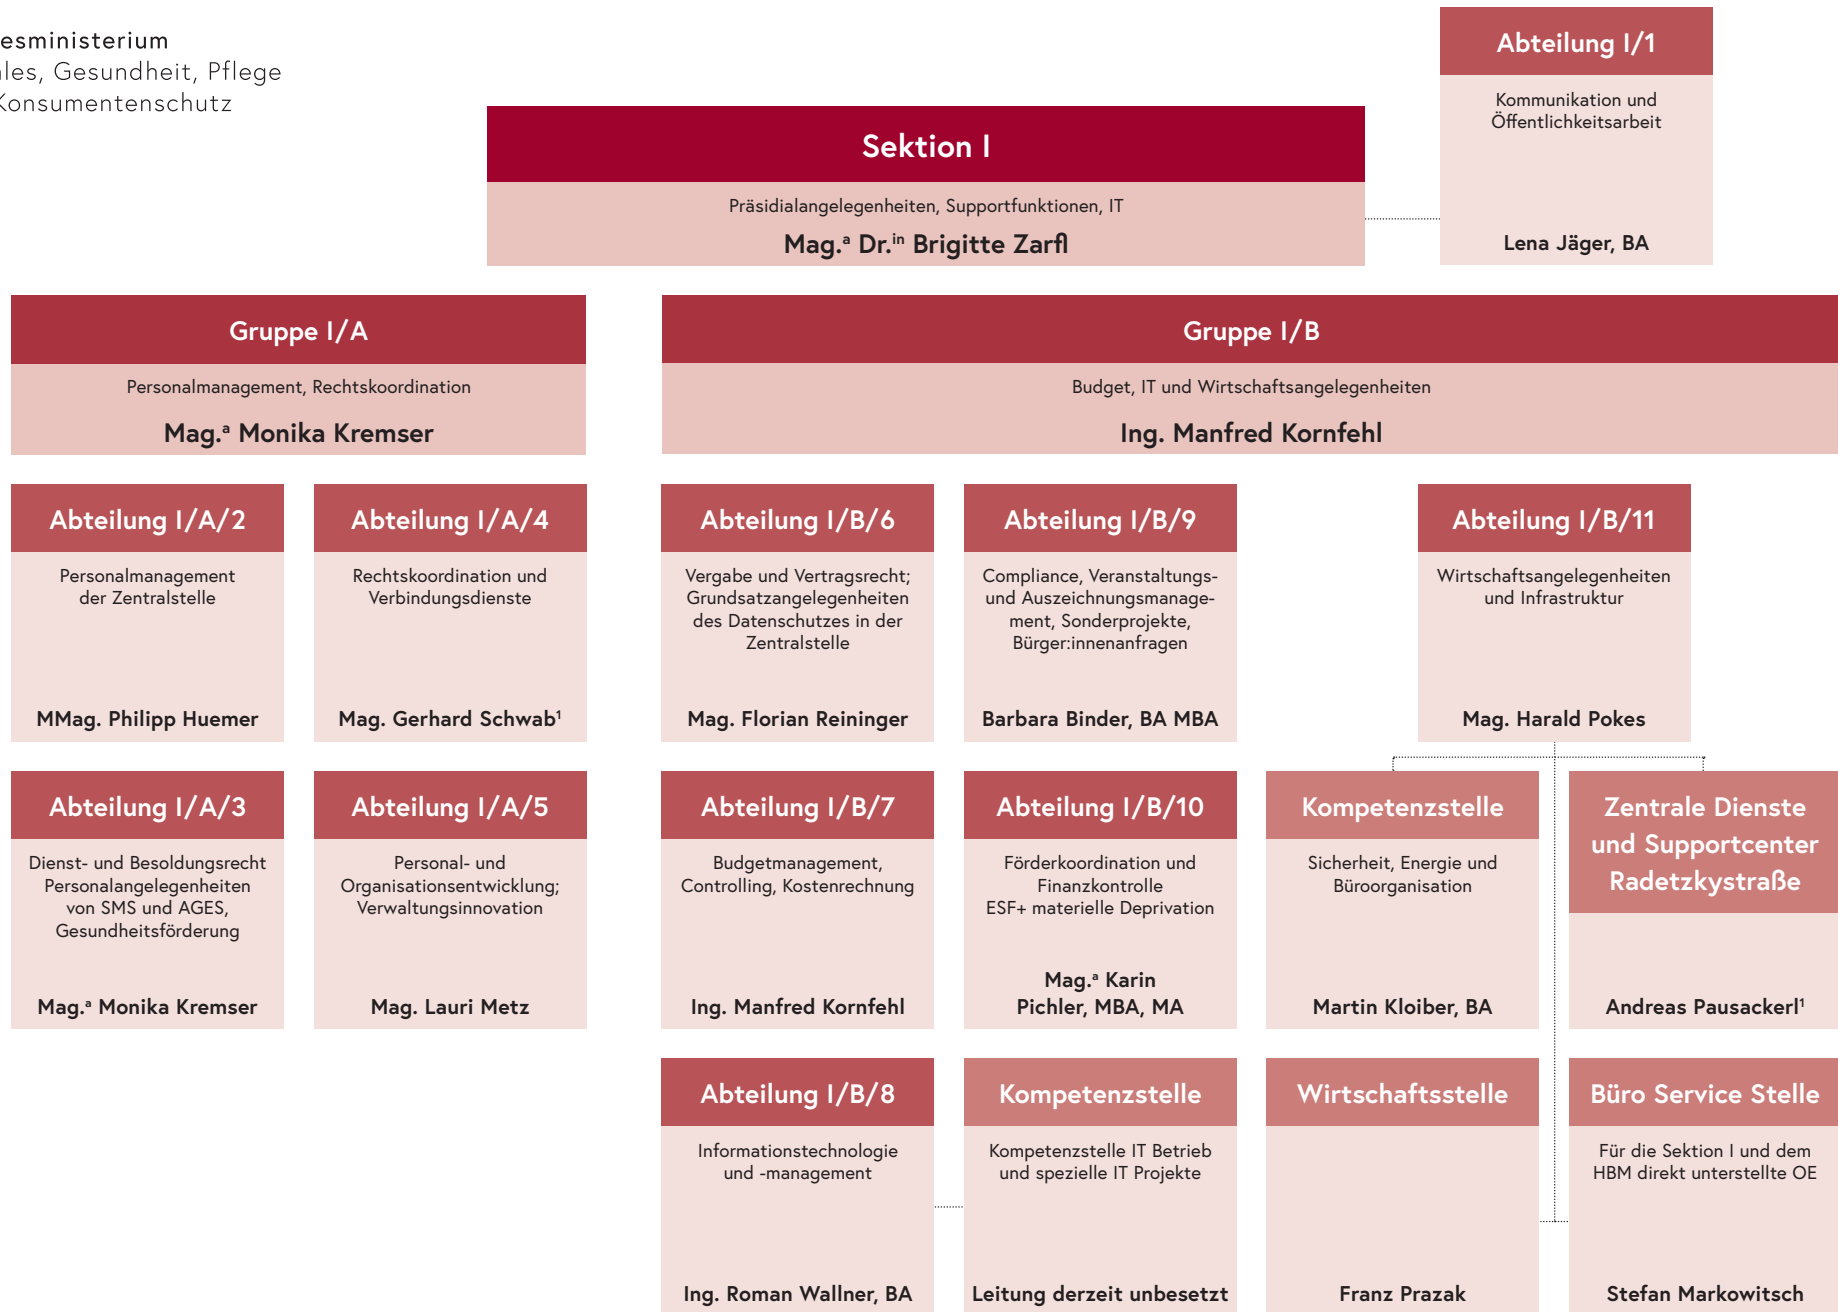 esministerium
ales, Gesundheit, Pflege
Konsumentenschutz
Abteilung I/1
Kommunikation und
Öffentlichkeitsarbeit
Lena Jäger, BA
Sektion I
Präsidialangelegenheiten, Supportfunktionen, IT
Mag.ᵃ Dr.ⁱⁿ Brigitte Zarfl
Gruppe I/A
Personalmanagement, Rechtskoordination
Mag.ᵃ Monika Kremser
Gruppe I/B
Budget, IT und Wirtschaftsangelegenheiten
Ing. Manfred Kornfehl
Abteilung I/A/2
Personalmanagement
der Zentralstelle
MMag. Philipp Huemer
Abteilung I/A/4
Rechtskoordination und
Verbindungsdienste
Mag. Gerhard Schwab¹
Abteilung I/B/6
Vergabe und Vertragsrecht;
Grundsatzangelegenheiten
des Datenschutzes in der
Zentralstelle
Mag. Florian Reininger
Abteilung I/B/9
Compliance, Veranstaltungs-
und Auszeichnungsmanage-
ment, Sonderprojekte,
Bürger:innenanfragen
Barbara Binder, BA MBA
Abteilung I/B/11
Wirtschaftsangelegenheiten
und Infrastruktur
Mag. Harald Pokes
Abteilung I/A/3
Dienst- und Besoldungsrecht
Personalangelegenheiten
von SMS und AGES,
Gesundheitsförderung
Mag.ᵃ Monika Kremser
Abteilung I/A/5
Personal- und
Organisationsentwicklung;
Verwaltungsinnovation
Mag. Lauri Metz
Abteilung I/B/7
Budgetmanagement,
Controlling, Kostenrechnung
Ing. Manfred Kornfehl
Abteilung I/B/10
Förderkoordination und
Finanzkontrolle
ESF+ materielle Deprivation
Mag.ᵃ Karin
Pichler, MBA, MA
Kompetenzstelle
Sicherheit, Energie und
Büroorganisation
Martin Kloiber, BA
Zentrale Dienste
und Supportcenter
Radetzkystraße
Andreas Pausackerl¹
Abteilung I/B/8
Informationstechnologie
und -management
Ing. Roman Wallner, BA
Kompetenzstelle
Kompetenzstelle IT Betrieb
und spezielle IT Projekte
Leitung derzeit unbesetzt
Wirtschaftsstelle
Franz Prazak
Büro Service Stelle
Für die Sektion I und dem
HBM direkt unterstellte OE
Stefan Markowitsch